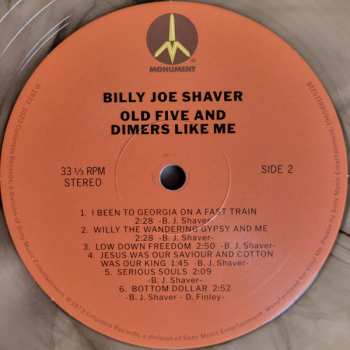 MONUMENT
BILLY JOE SHAVER
OLD FIVE AND
DIMERS LIKE ME
33 1/3 RPM
STEREO
SIDE 2
1. I BEEN TO GEORGIA ON A FAST TRAIN
2:28 -B. J. Shaver-
2. WILLY THE WANDERING GYPSY AND ME
2:28 -B. J. Shaver-
3. LOW DOWN FREEDOM 2:50 -B. J. Shaver-
4. JESUS WAS OUR SAVIOUR AND COTTON
WAS OUR KING 1:45 -B. J. Shaver-
5. SERIOUS SOULS 2:09
-B. J. Shaver-
6. BOTTOM DOLLAR 2:52
-B. J. Shaver - D. Finley-